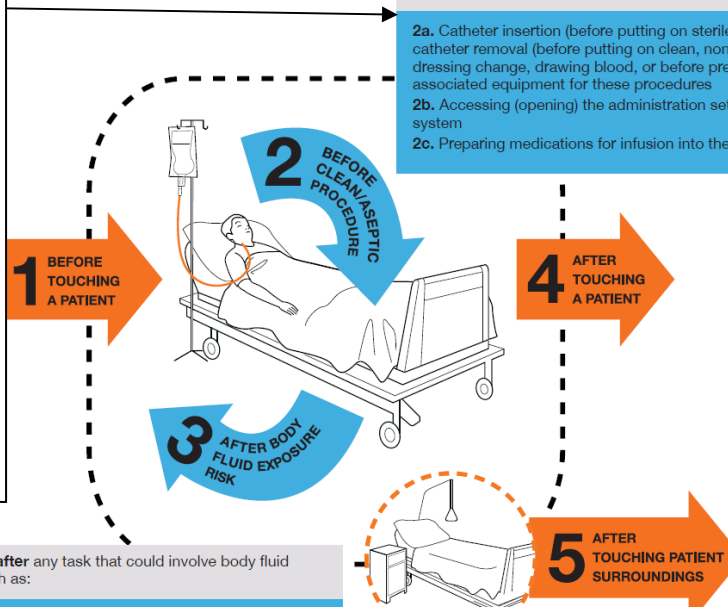 2a. Catheter insertion (before putting on sterile
catheter removal (before putting on clean, non
dressing change, drawing blood, or before
associated equipment for these procedures
2b. Accessing (opening) the administration
system
2c. Preparing medications for infusion into the
2
BEFORE
CLEAN/ASEPTIC
PROCEDURE
1
BEFORE
TOUCHING
A PATIENT
4
AFTER
TOUCHING
A PATIENT
3
AFTER BODY
FLUID EXPOSURE
RISK
after any task that could involve body fluid
as:
5
AFTER
TOUCHING PATIENT
SURROUNDINGS